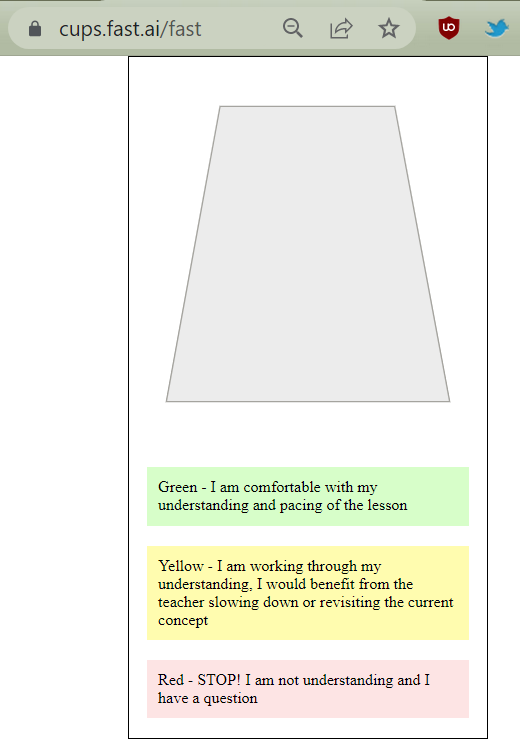 cups.fast.ai/fast
Green - I am comfortable with my
understanding and pacing of the lesson
Yellow - I am working through my
understanding, I would benefit from the
teacher slowing down or revisiting the current
concept
Red - STOP! I am not understanding and I
have a question